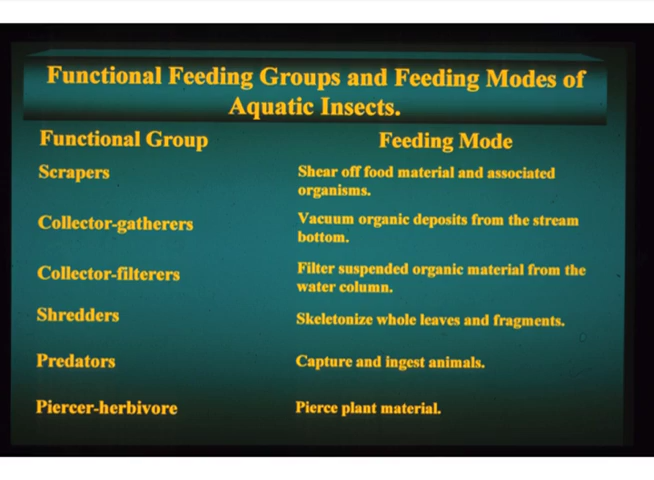 Functional Feeding Groups and Feeding Modes of
Aquatic Insects.
Functional Group
Feeding Mode
Scrapers
Shear off food material and associated
organisms.
Collector-gatherers
Vacuum organic deposits from the stream
bottom.
Collector-filterers
Filter suspended organic material from the
water column.
Shredders
Skeletonize whole leaves and fragments.
Predators
Capture and ingest animals.
Piercer-herbivore
Pierce plant material.